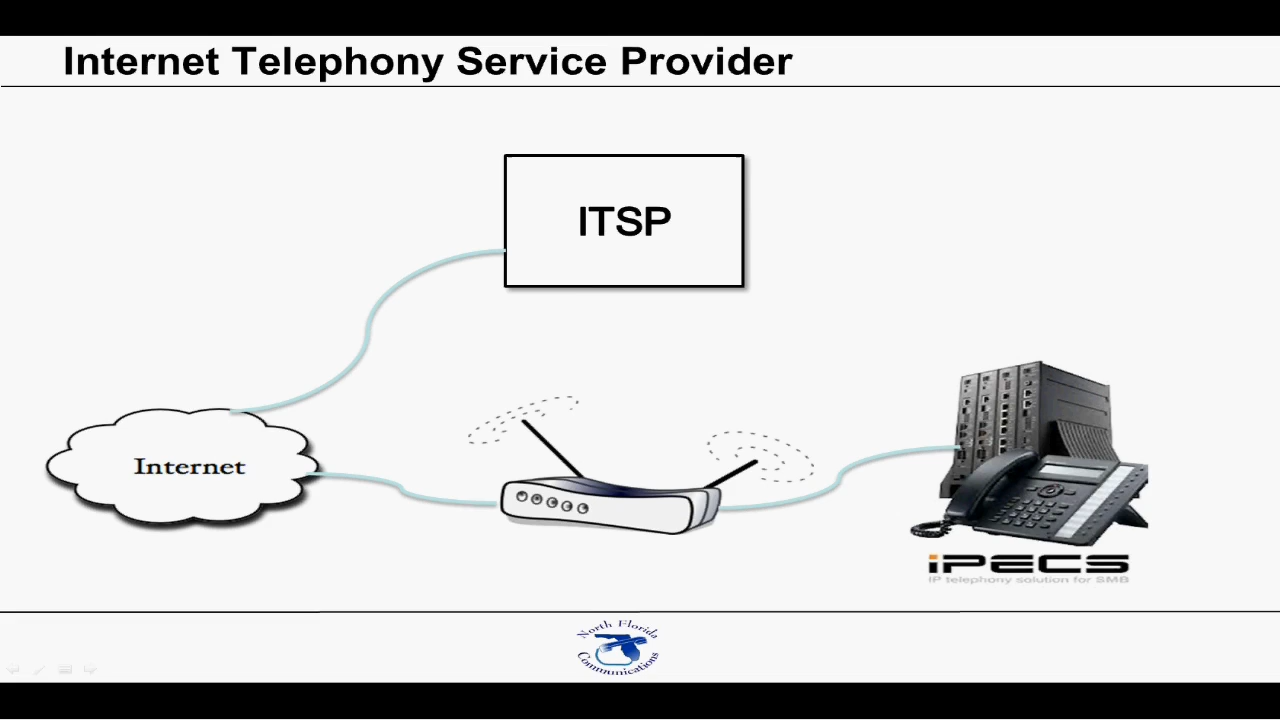 Internet Telephony Service Provider
ITSP
Internet
iPECS
IP telephony solution for SMB
North Florida
Communications